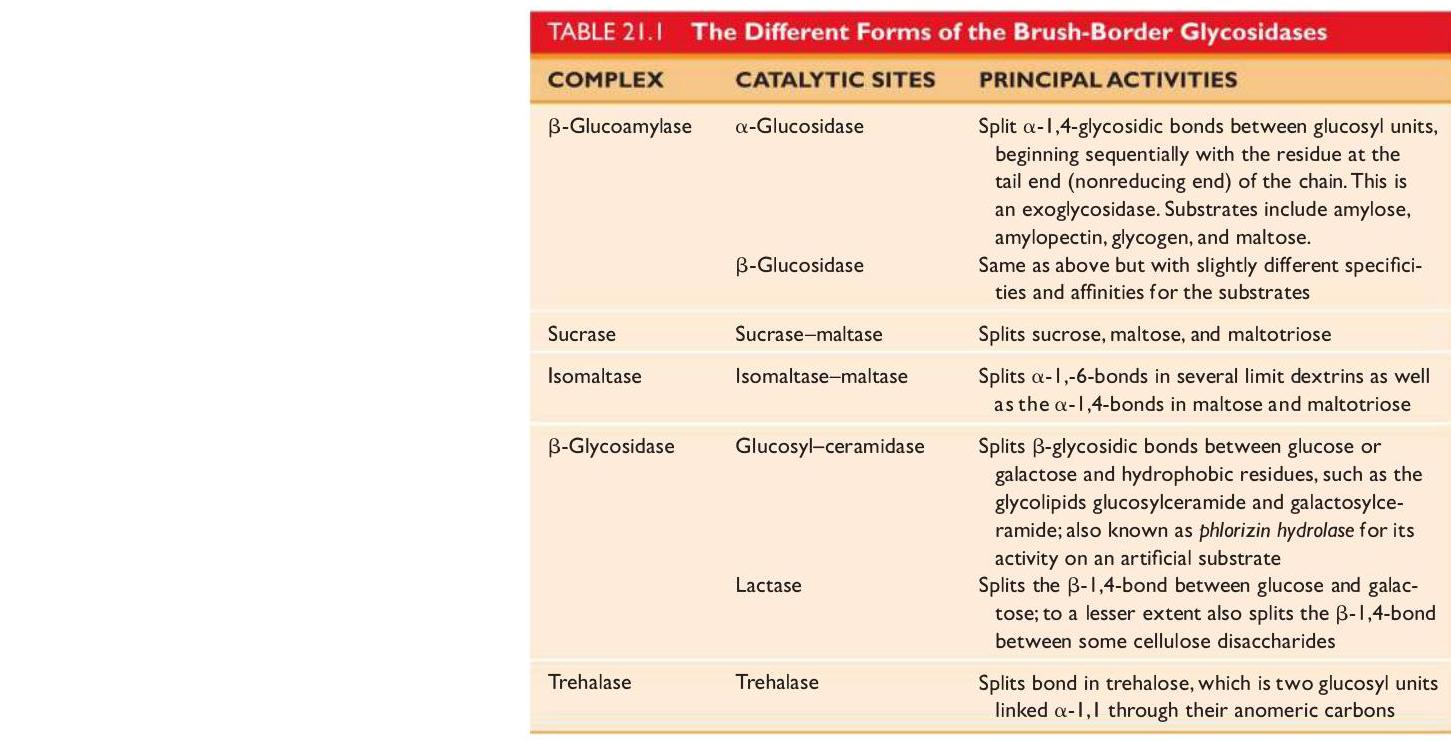 TABLE 21.1 The Different Forms of the Brush-Border Glycosidases
COMPLEX CATALYTIC SITES PRINCIPAL ACTIVITIES
β-Glucoamylase α-Glucosidase Split α-1,4-glycosidic bonds between glucosyl units,
beginning sequentially with the residue at the
tail end (nonreducing end) of the chain. This is
an exoglycosidase. Substrates include amylose,
amylopectin, glycogen, and maltose.
β-Glucosidase Same as above but with slightly different specifici-
ties and affinities for the substrates
Sucrase Sucrase–maltase Splits sucrose, maltose, and maltotriose
Isomaltase Isomaltase–maltase Splits α-1,-6-bonds in several limit dextrins as well
as the α-1,4-bonds in maltose and maltotriose
β-Glycosidase Glucosyl–ceramidase Splits β-glycosidic bonds between glucose or
galactose and hydrophobic residues, such as the
glycolipids glucosylceramide and galactosylce-
ramide; also known as phlorizin hydrolase for its
activity on an artificial substrate
Lactase Splits the β-1,4-bond between glucose and galac-
tose; to a lesser extent also splits the β-1,4-bond
between some cellulose disaccharides
Trehalase Trehalase Splits bond in trehalose, which is two glucosyl units
linked α-1,1 through their anomeric carbons